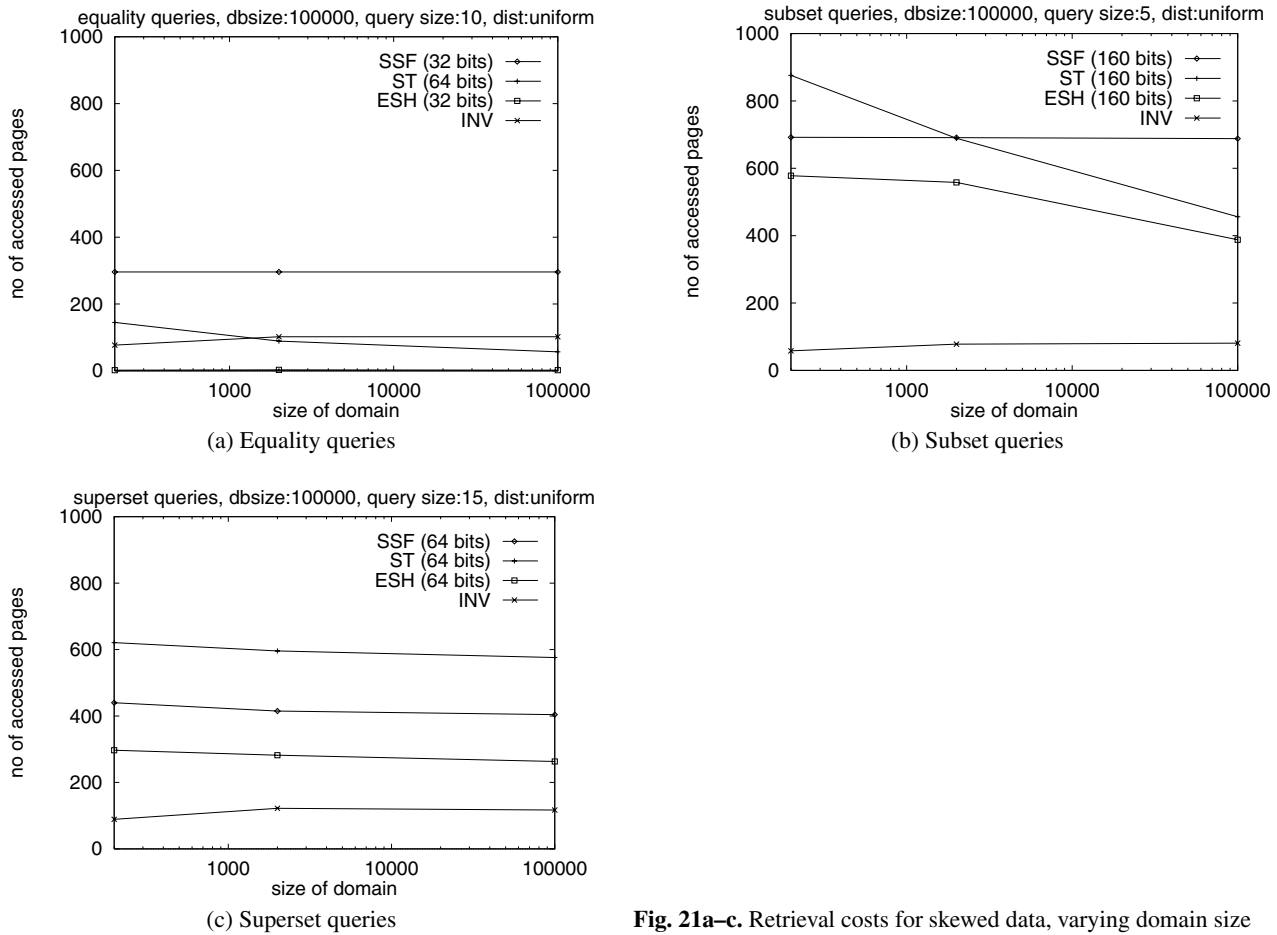 equality queries, dbsize:100000, query size:10, dist:uniform
1000
800
600
400
200
0
no of accessed pages
SSF (32 bits)
ST (64 bits)
ESH (32 bits)
INV
1000
10000
100000
size of domain
(a) Equality queries
subset queries, dbsize:100000, query size:5, dist:uniform
1000
800
600
400
200
0
no of accessed pages
SSF (160 bits)
ST (160 bits)
ESH (160 bits)
INV
1000
10000
100000
size of domain
(b) Subset queries
superset queries, dbsize:100000, query size:15, dist:uniform
1000
800
600
400
200
0
no of accessed pages
SSF (64 bits)
ST (64 bits)
ESH (64 bits)
INV
1000
10000
100000
size of domain
(c) Superset queries
Fig. 21a–c. Retrieval costs for skewed data, varying domain size